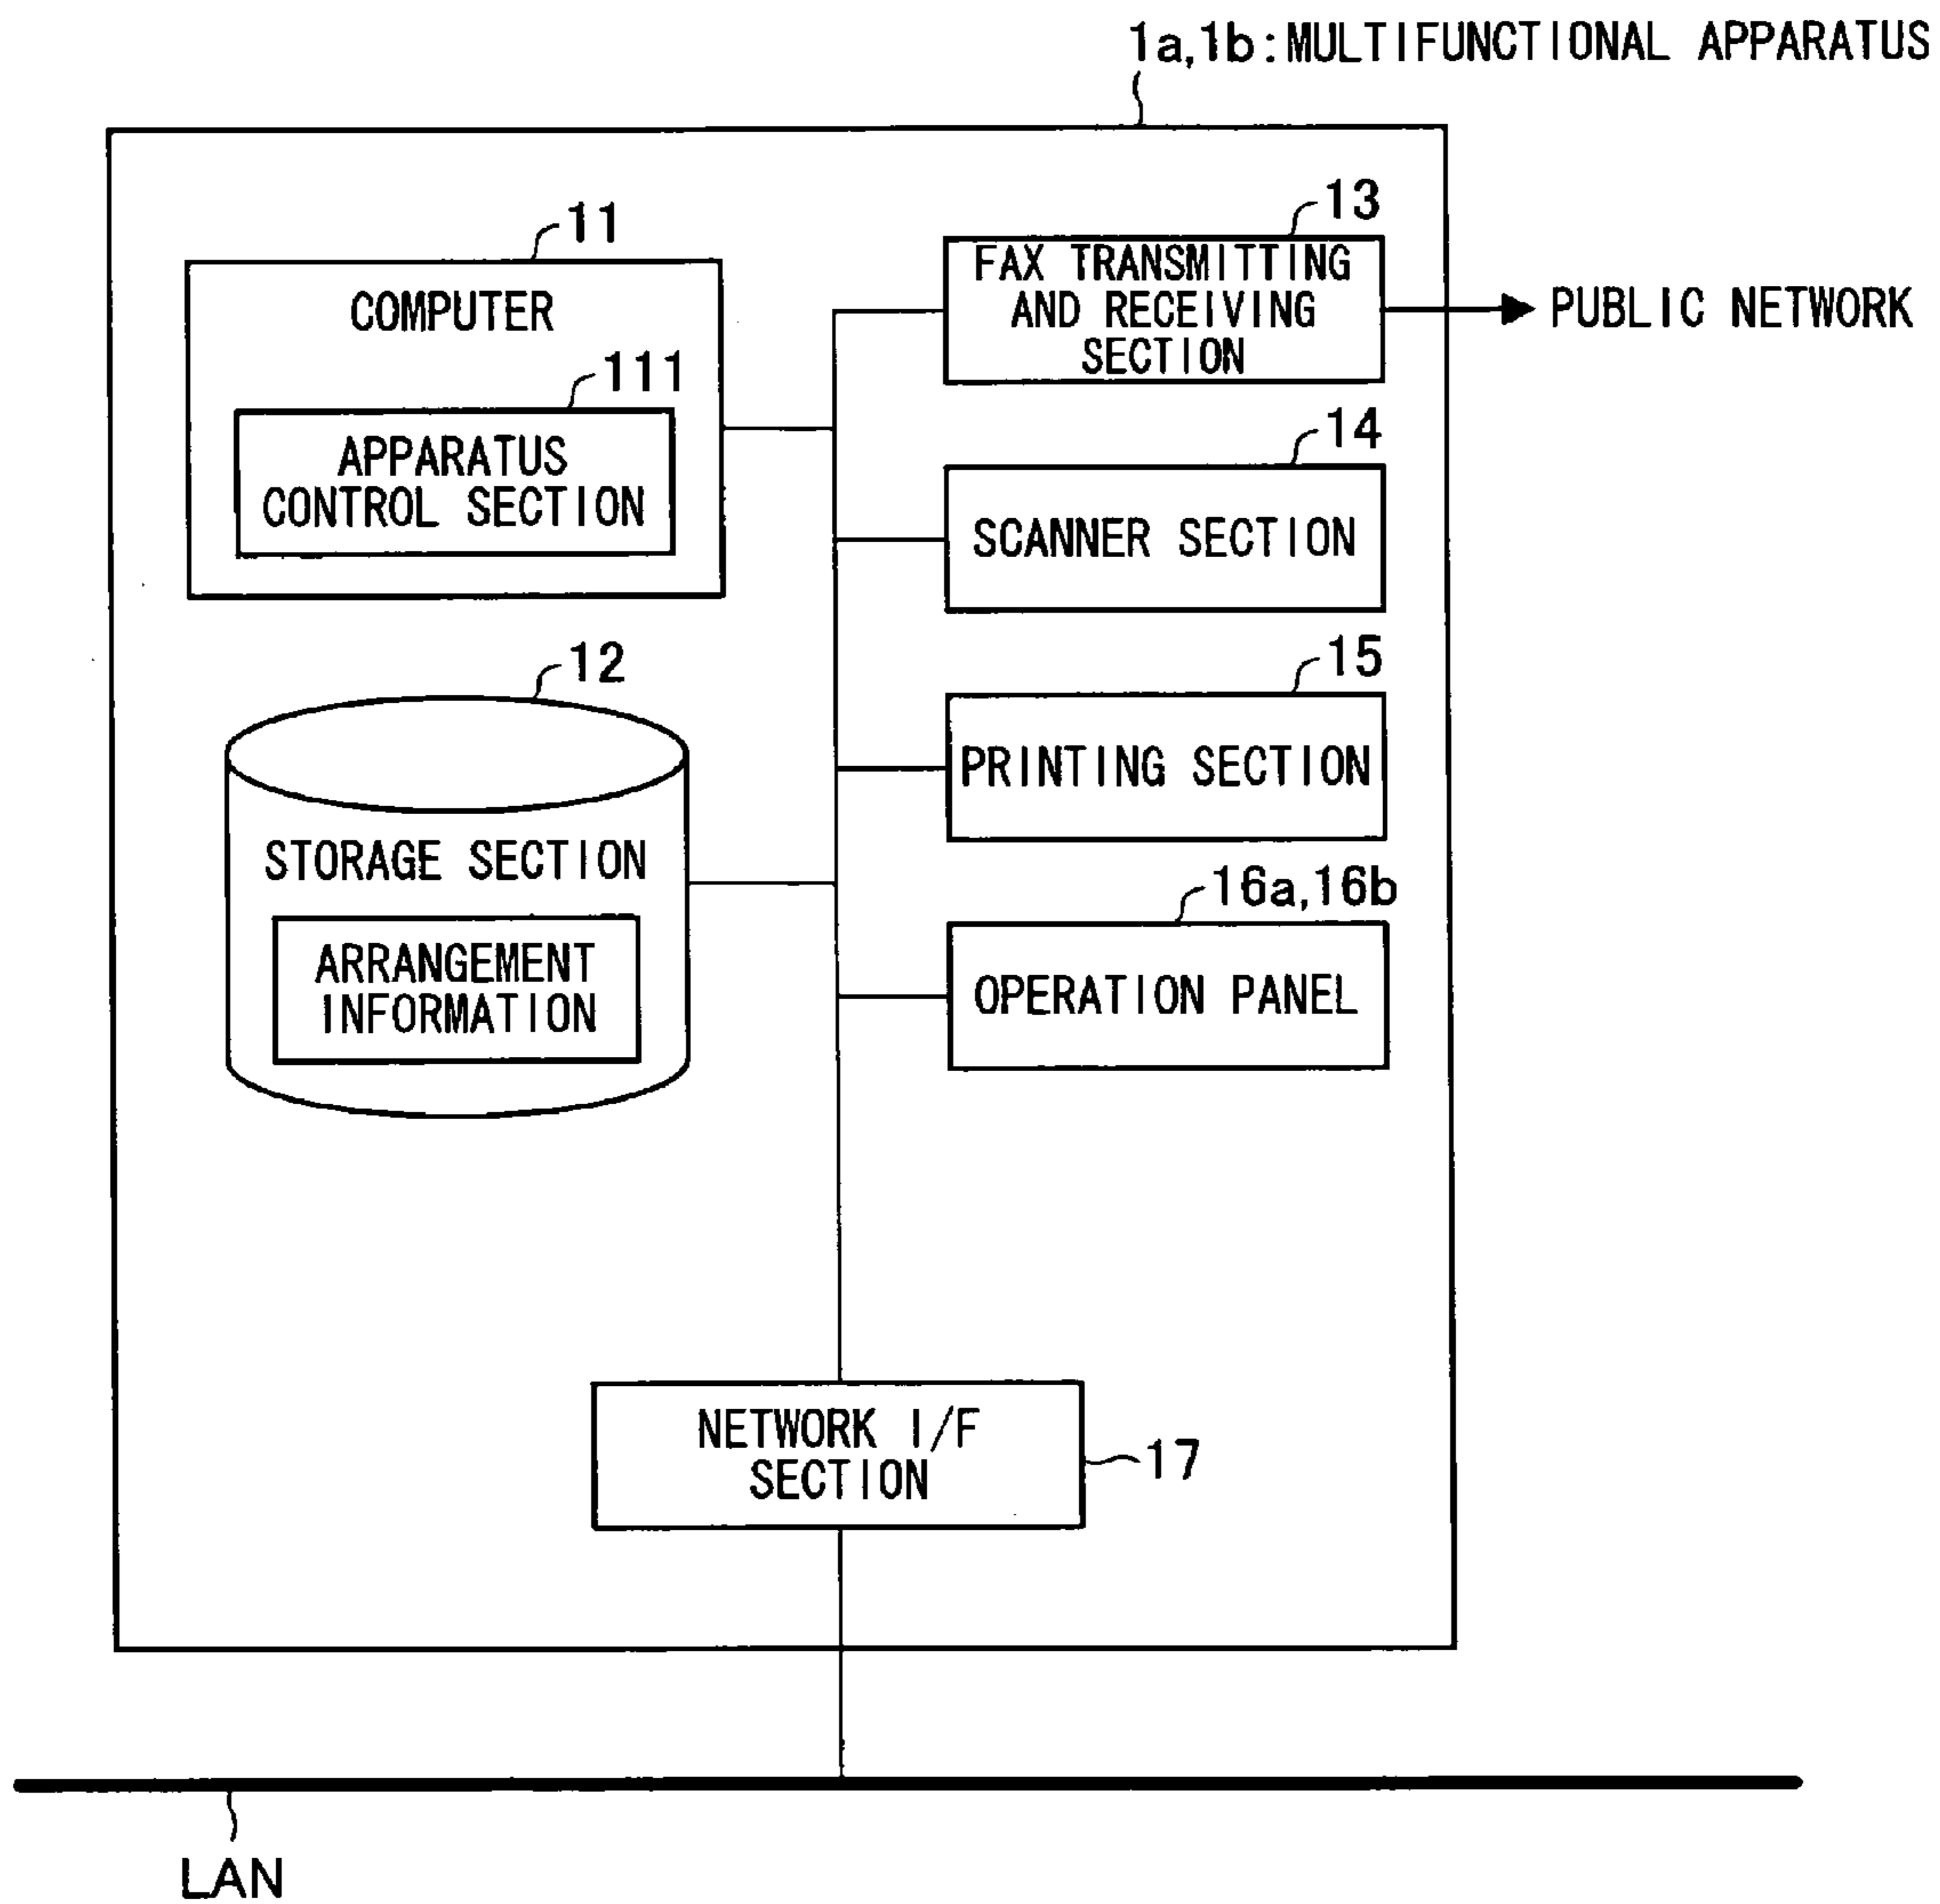 1a,1b:MULTIFUNCTIONAL APPARATUS
11
COMPUTER
111
APPARATUS
CONTROL SECTION
13
FAX TRANSMITTING
AND RECEIVING
SECTION
PUBLIC NETWORK
14
SCANNER SECTION
12
STORAGE SECTION
ARRANGEMENT
INFORMATION
15
PRINTING SECTION
16a,16b
OPERATION PANEL
NETWORK I/F
SECTION
17
LAN